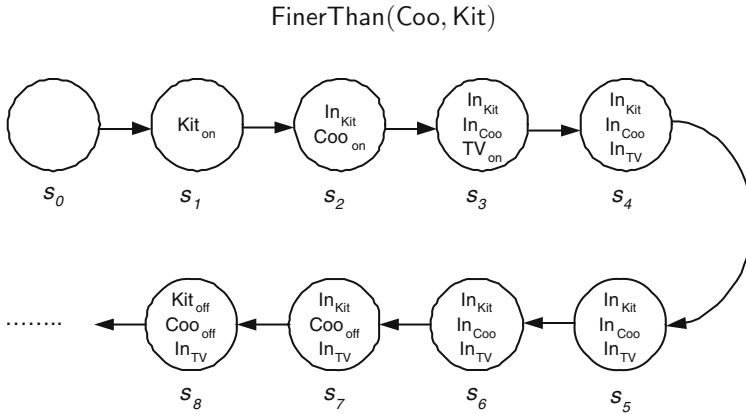 FinerThan(Coo, Kit)
Kit_on
In_Kit
Coo_on
In_Kit
In_Coo
TV_on
In_Kit
In_Coo
In_TV
s_0
s_1
s_2
s_3
s_4
........
Kit_off
Coo_off
In_TV
In_Kit
Coo_off
In_TV
In_Kit
In_Coo
In_TV
In_Kit
In_Coo
In_TV
s_8
s_7
s_6
s_5